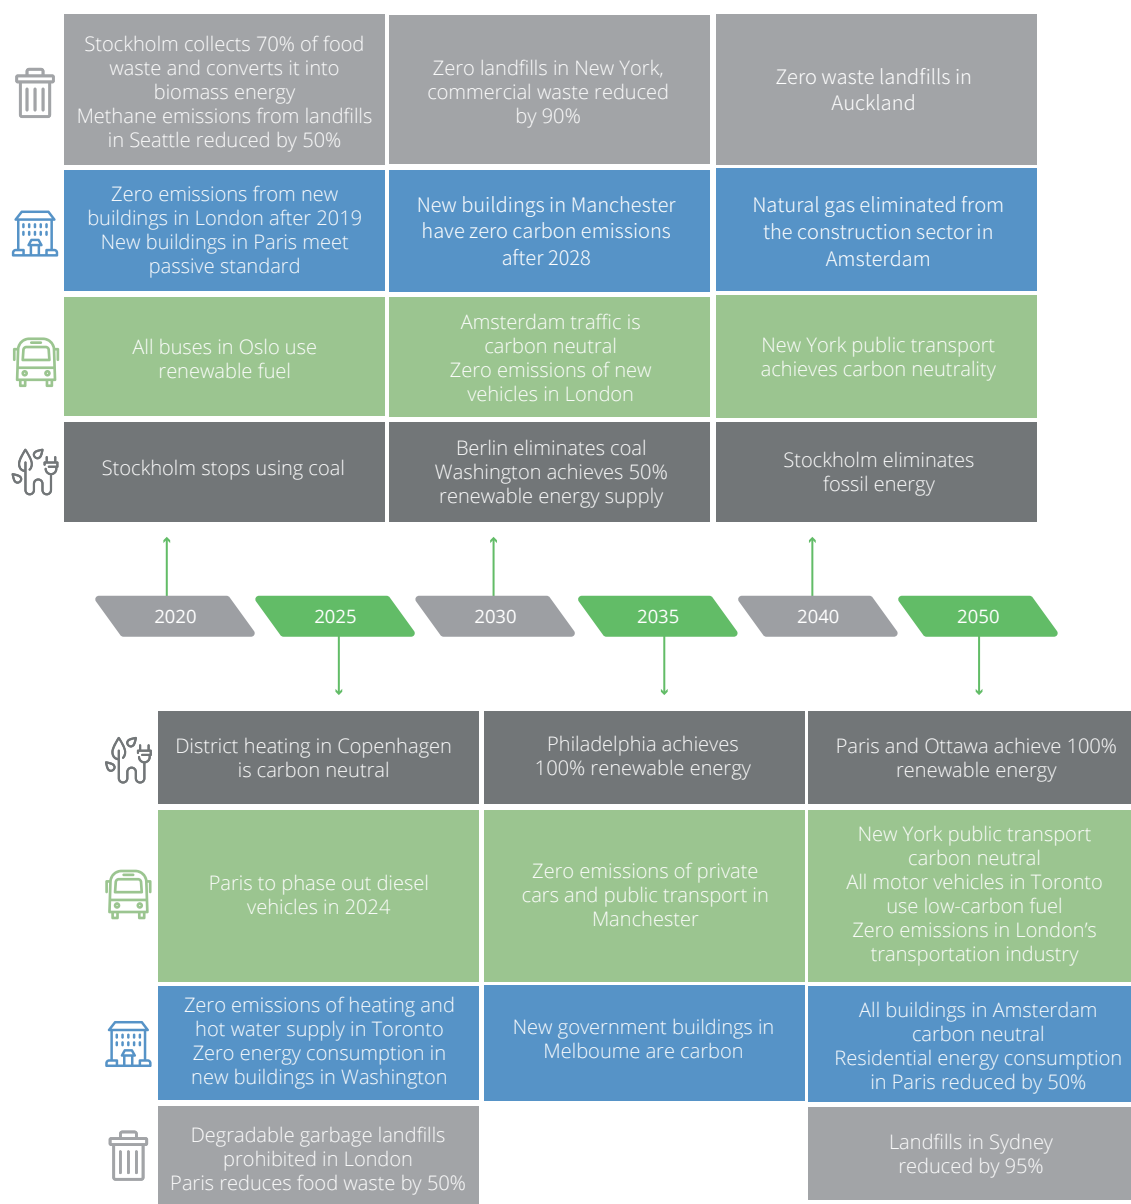 Stockholm collects 70% of food
waste and converts it into
biomass energy
Methane emissions from landfills
in Seattle reduced by 50%
Zero landfills in New York,
commercial waste reduced
by 90%
Zero waste landfills in
Auckland
Zero emissions from new
buildings in London after 2019
New buildings in Paris meet
passive standard
New buildings in Manchester
have zero carbon emissions
after 2028
Natural gas eliminated from
the construction sector in
Amsterdam
All buses in Oslo use
renewable fuel
Amsterdam traffic is
carbon neutral
Zero emissions of new
vehicles in London
New York public transport
achieves carbon neutrality
Stockholm stops using coal
Berlin eliminates coal
Washington achieves 50%
renewable energy supply
Stockholm eliminates
fossil energy
2020
2025
2030
2035
2040
2050
District heating in Copenhagen
is carbon neutral
Philadelphia achieves
100% renewable energy
Paris and Ottawa achieve 100%
renewable energy
Paris to phase out diesel
vehicles in 2024
Zero emissions of private
cars and public transport in
Manchester
New York public transport
carbon neutral
All motor vehicles in Toronto
use low-carbon fuel
Zero emissions in London's
transportation industry
Zero emissions of heating and
hot water supply in Toronto
Zero energy consumption in
new buildings in Washington
New government buildings in
Melboume are carbon
All buildings in Amsterdam
carbon neutral
Residential energy consumption
in Paris reduced by 50%
Degradable garbage landfills
prohibited in London
Paris reduces food waste by 50%
Landfills in Sydney
reduced by 95%